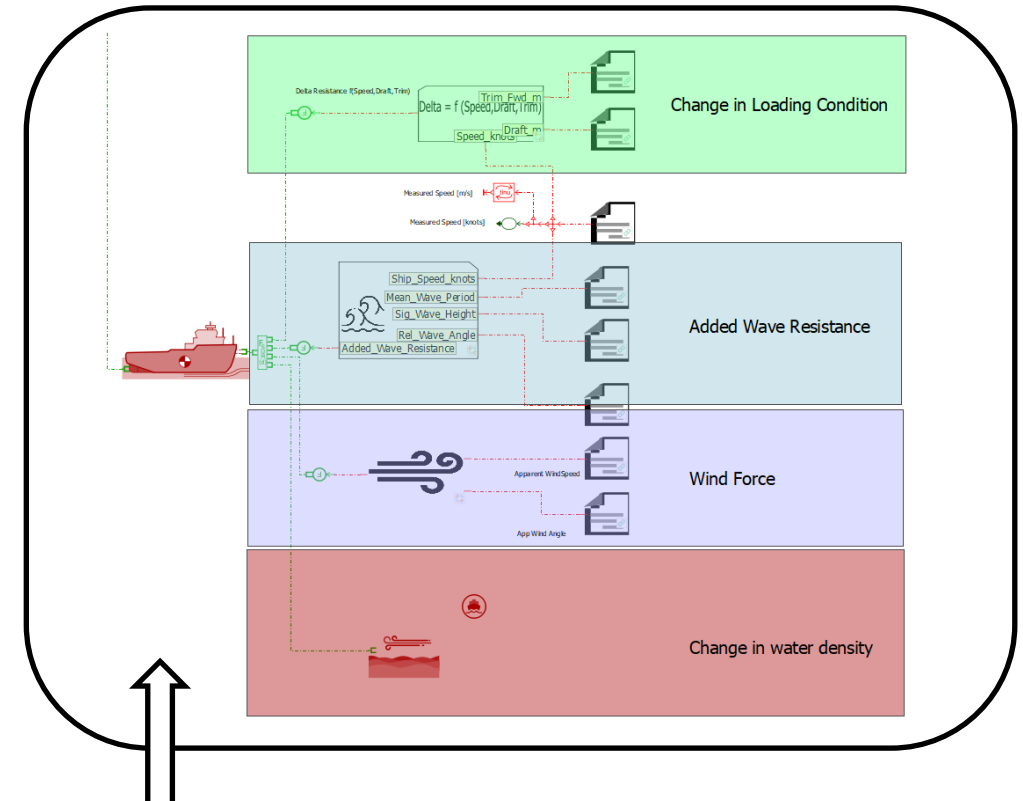 Delta Resistance f(Speed,Draft,Trim)
Trim_Fwd_m
Delta = f (Speed,Draft,Trim)
Draft_m
Speed_knots
Change in Loading Condition
Measured Speed [m/s]
Measured Speed [knots]
Ship_Speed_knots
Mean_Wave_Period
Sig_Wave_Height
Rel_Wave_Angle
Added_Wave_Resistance
Added Wave Resistance
Apparent WindSpeed
App Wind Angle
Wind Force
Change in water density